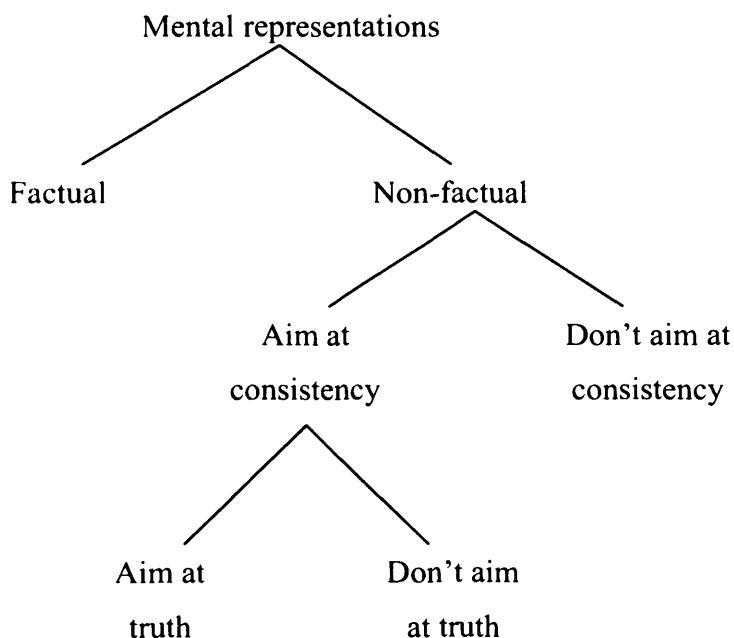 Mental representations
Factual
Non-factual
Aim at
consistency
Don't aim at
consistency
Aim at
truth
Don't aim
at truth